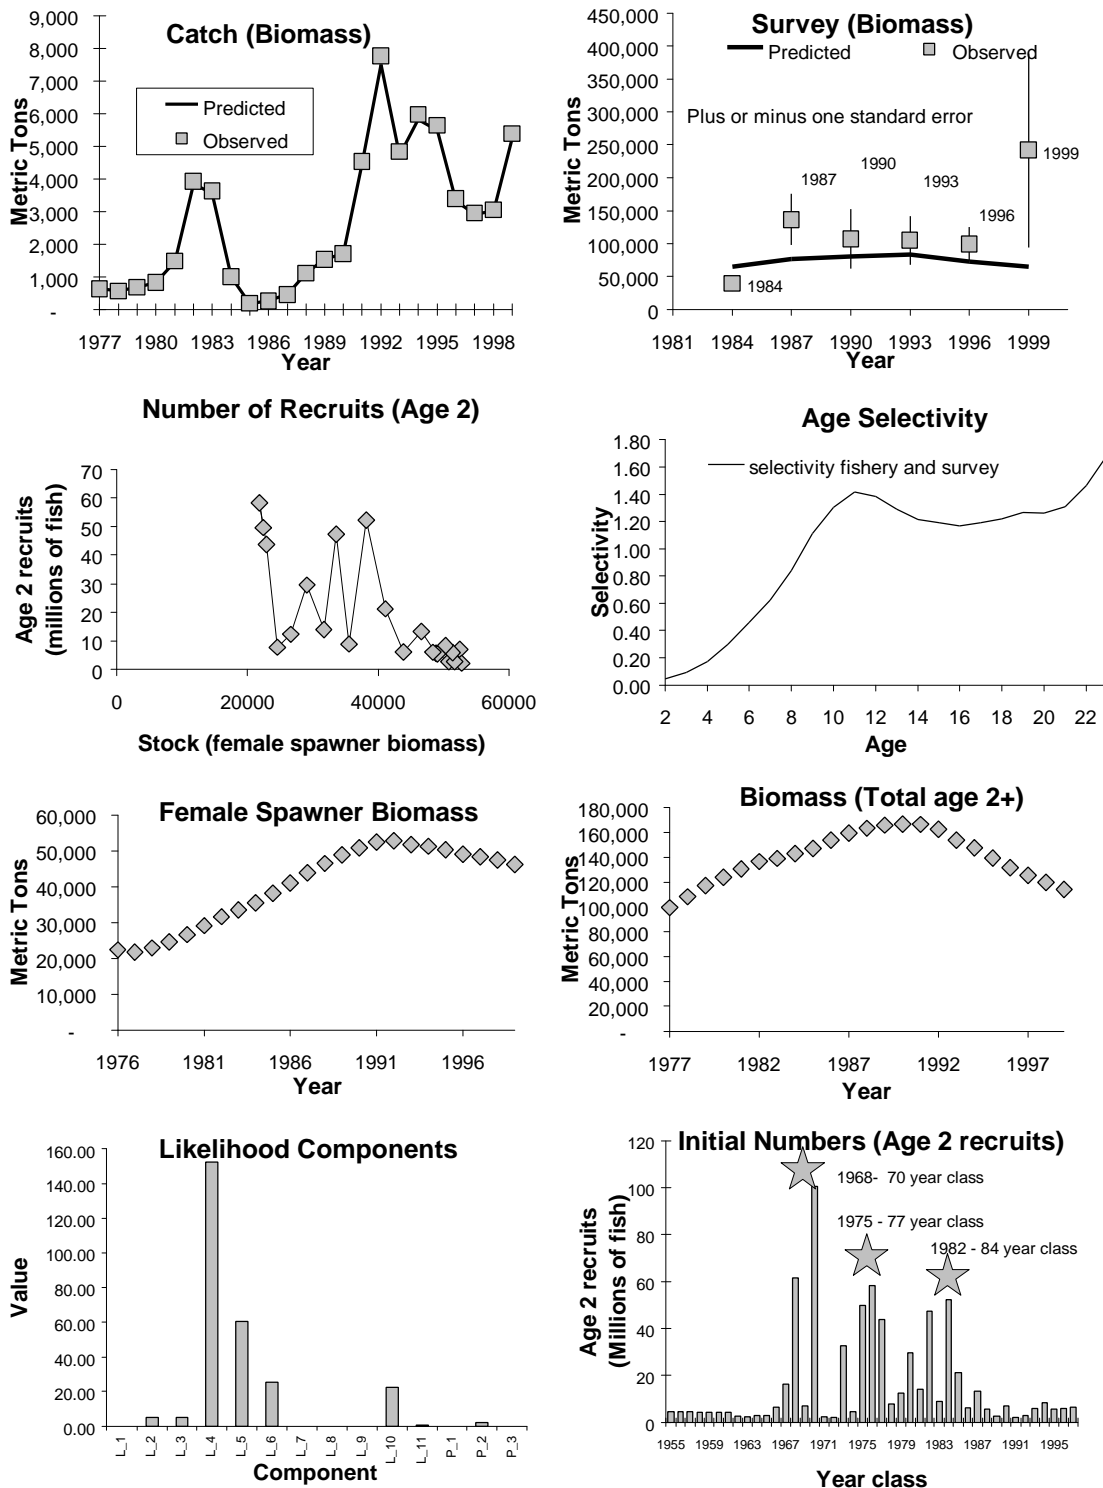 Catch (Biomass)
9,000
8,000
7,000
6,000
5,000
4,000
3,000
2,000
1,000
-
Metric Tons
Predicted
Observed
1977 1980 1983 1986 1989 1992 1995 1998
Year
Survey (Biomass)
450,000
400,000
350,000
300,000
250,000
200,000
150,000
100,000
50,000
0
Metric Tons
Predicted Observed
Plus or minus one standard error
1984
1987
1990
1993
1996
1999
1981 1984 1987 1990 1993 1996 1999
Year
Number of Recruits (Age 2)
70
60
50
40
30
20
10
0
Age 2 recruits
(millions of fish)
0 20000 40000 60000
Stock (female spawner biomass)
Age Selectivity
1.80
1.60
1.40
1.20
1.00
0.80
0.60
0.40
0.20
0.00
Selectivity
selectivity fishery and survey
2 4 6 8 10 12 14 16 18 20 22
Age
Female Spawner Biomass
60,000
50,000
40,000
30,000
20,000
10,000
-
Metric Tons
1976 1981 1986 1991 1996
Year
Biomass (Total age 2+)
180,000
160,000
140,000
120,000
100,000
80,000
60,000
40,000
20,000
-
Metric Tons
1977 1982 1987 1992 1997
Year
Likelihood Components
160.00
140.00
120.00
100.00
80.00
60.00
40.00
20.00
0.00
Value
L_1 L_2 L_3 L_4 L_5 L_6 L_7 L_8 L_9 L_10 L_11 P_1 P_2 P_3
Component
Initial Numbers (Age 2 recruits)
120
100
80
60
40
20
0
Age 2 recruits
(Millions of fish)
1968- 70 year class
1975 - 77 year class
1982 - 84 year class
1955 1959 1963 1967 1971 1975 1979 1983 1987 1991 1995
Year class